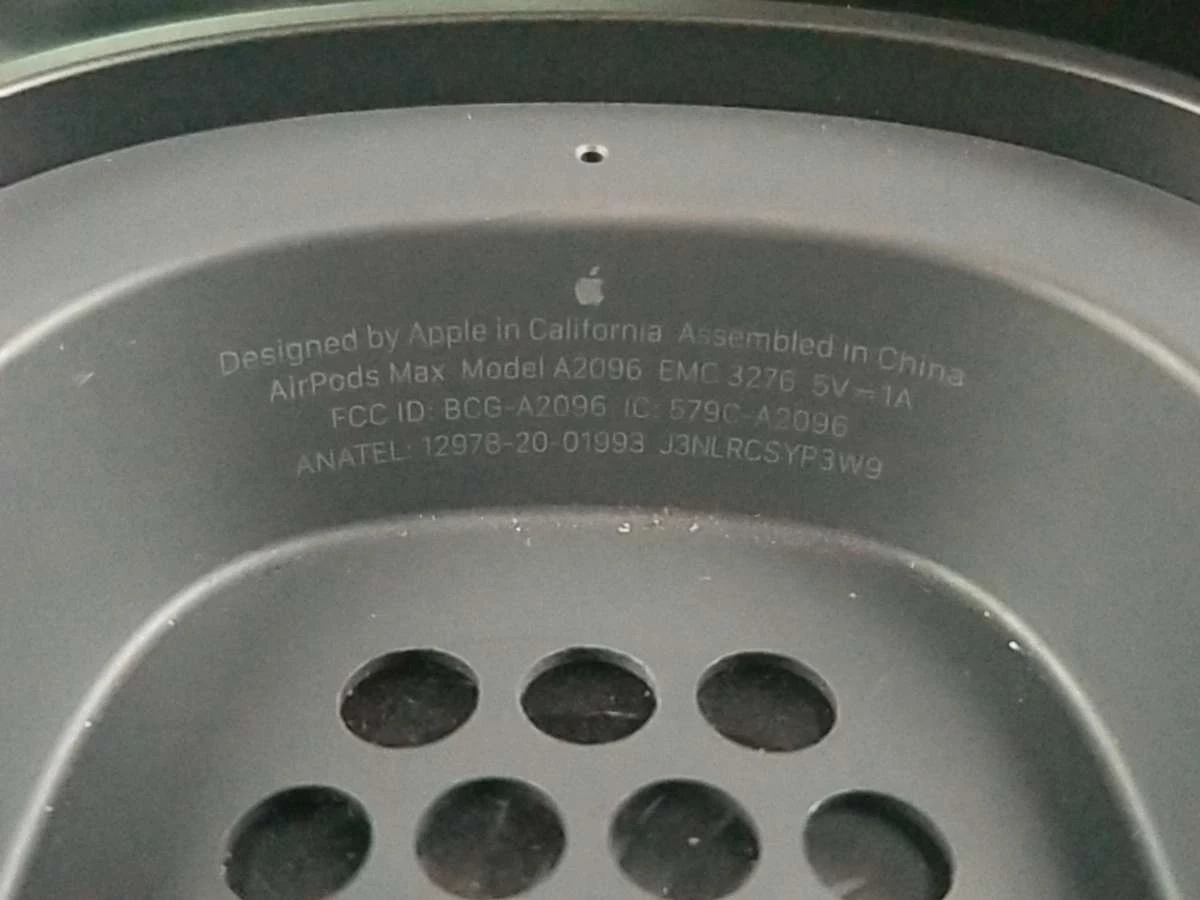 Designed by Apple in California Assembled in China
AirPods Max Model A2096 EMC 3276 5V⎓1A
FCC ID: BCG-A2096 IC: 579C-A2096
ANATEL: 12978-20-01993 J3NLRCSYP3W9